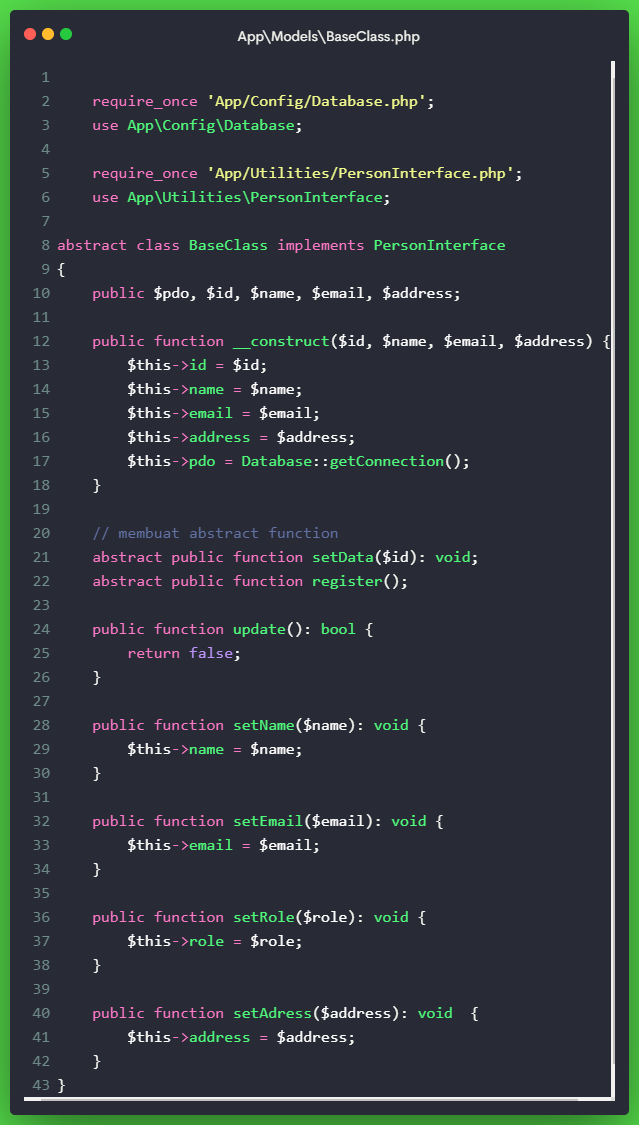 App\Models\BaseClass.php
1
2 require_once 'App/Config/Database.php';
3 use App\Config\Database;
4
5 require_once 'App/Utilities/PersonInterface.php';
6 use App\Utilities\PersonInterface;
7
8 abstract class BaseClass implements PersonInterface
9 {
10 public $pdo, $id, $name, $email, $address;
11
12 public function __construct($id, $name, $email, $address) {
13 $this->id = $id;
14 $this->name = $name;
15 $this->email = $email;
16 $this->address = $address;
17 $this->pdo = Database::getConnection();
18 }
19
20 // membuat abstract function
21 abstract public function setData($id): void;
22 abstract public function register();
23
24 public function update(): bool {
25 return false;
26 }
27
28 public function setName($name): void {
29 $this->name = $name;
30 }
31
32 public function setEmail($email): void {
33 $this->email = $email;
34 }
35
36 public function setRole($role): void {
37 $this->role = $role;
38 }
39
40 public function setAdress($address): void  {
41 $this->address = $address;
42 }
43 }